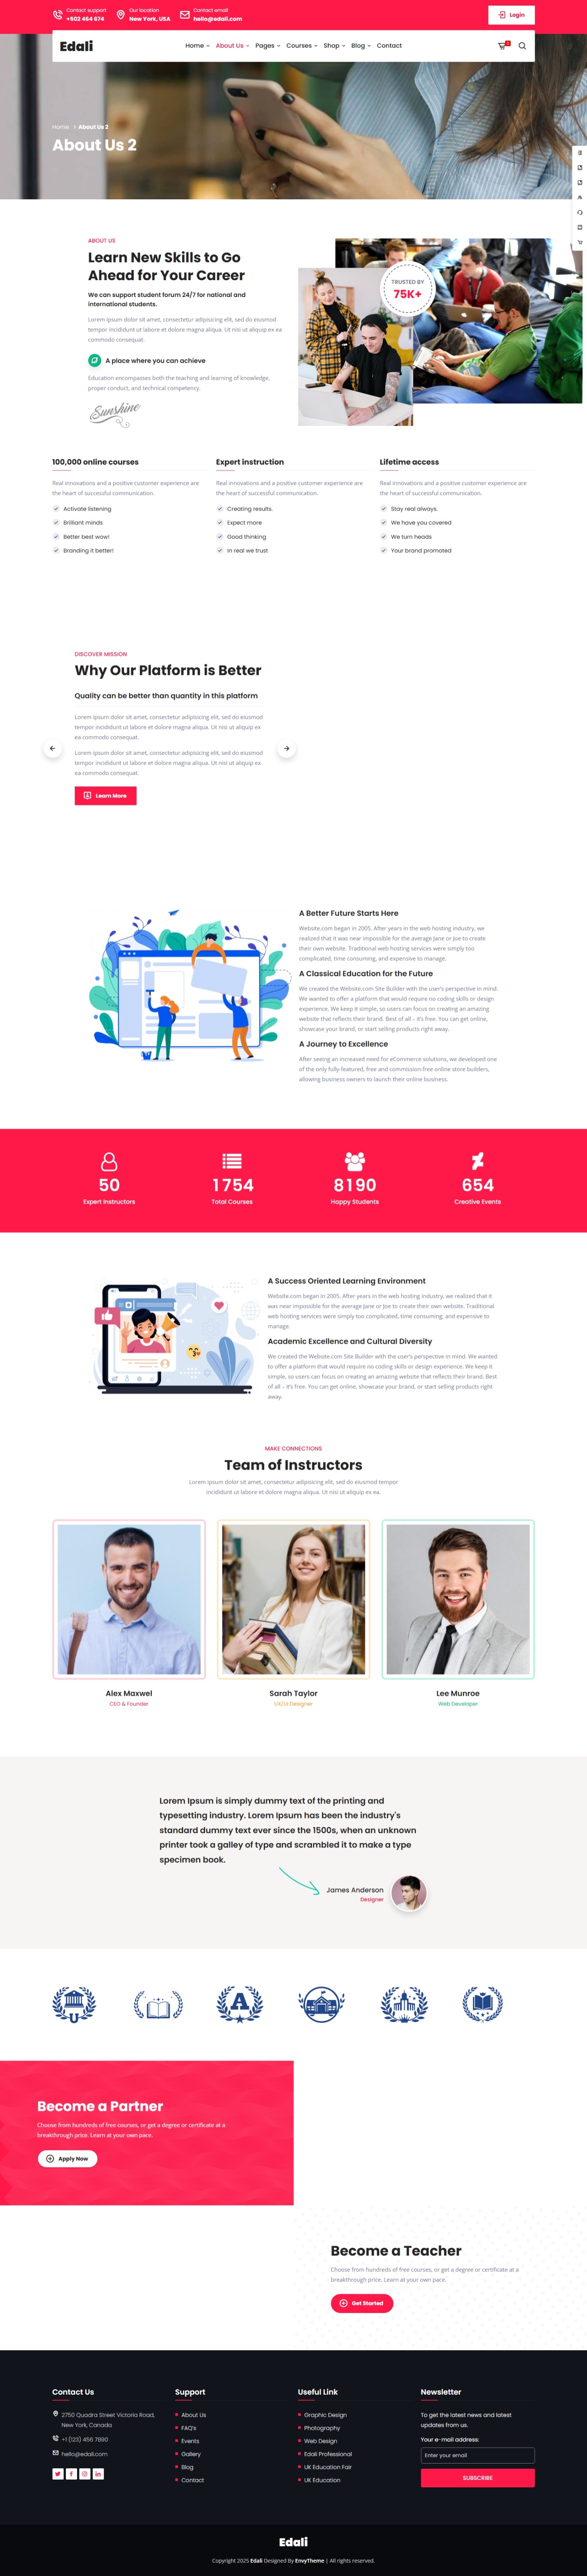 Contact support
+502 464 674
Our location
New York, USA
Contact email
hello@edali.com
Login
Edali
Home
About Us
Pages
Courses
Shop
Blog
Contact
0
Home
About Us 2
About Us 2
ABOUT US
Learn New Skills to Go
Ahead for Your Career
We can support student forum 24/7 for national and
international students.
Lorem ipsum dolor sit amet, consectetur adipisicing elit, sed do eiusmod
tempor incididunt ut labore et dolore magna aliqua. Ut nisi ut aliquip ex ea
commodo consequat.
A place where you can achieve
Education encompasses both the teaching and learning of knowledge,
proper conduct, and technical competency.
Sunshine
TRUSTED BY
75K+
100,000 online courses
Real innovations and a positive customer experience are
the heart of successful communication.
Activate listening
Brilliant minds
Better best wow!
Branding it better!
Expert instruction
Real innovations and a positive customer experience are
the heart of successful communication.
Creating results.
Expect more
Good thinking
In real we trust
Lifetime access
Real innovations and a positive customer experience are
the heart of successful communication.
Stay real always.
We have you covered
We turn heads
Your brand promoted
DISCOVER MISSION
Why Our Platform is Better
Quality can be better than quantity in this platform
Lorem ipsum dolor sit amet, consectetur adipisicing elit, sed do eiusmod
tempor incididunt ut labore et dolore magna aliqua. Ut nisi ut aliquip ex
ea commodo consequat.
Lorem ipsum dolor sit amet, consectetur adipisicing elit, sed do eiusmod
tempor incididunt ut labore et dolore magna aliqua. Ut nisi ut aliquip ex
ea commodo consequat.
Learn More
A Better Future Starts Here
Website.com began in 2005. After years in the web hosting industry, we
realized that it was near impossible for the average Jane or Joe to create
their own website. Traditional web hosting services were simply too
complicated, time consuming, and expensive to manage.
A Classical Education for the Future
We created the Website.com Site Builder with the user's perspective in mind.
We wanted to offer a platform that would require no coding skills or design
experience. We keep it simple, so users can focus on creating an amazing
website that reflects their brand. Best of all – it's free. You can get online,
showcase your brand, or start selling products right away.
A Journey to Excellence
After seeing an increased need for eCommerce solutions, we developed one
of the only fully-featured, free and commission-free online store builders,
allowing business owners to launch their online business.
50
Expert Instructors
1754
Total Courses
8190
Happy Students
654
Creative Events
A Success Oriented Learning Environment
Website.com began in 2005. After years in the web hosting industry, we realized that it
was near impossible for the average Jane or Joe to create their own website. Traditional
web hosting services were simply too complicated, time consuming, and expensive to
manage.
Academic Excellence and Cultural Diversity
We created the Website.com Site Builder with the user's perspective in mind. We wanted
to offer a platform that would require no coding skills or design experience. We keep it
simple, so users can focus on creating an amazing website that reflects their brand. Best
of all – it's free. You can get online, showcase your brand, or start selling products right
away.
MAKE CONNECTIONS
Team of Instructors
Lorem ipsum dolor sit amet, consectetur adipisicing elit, sed do eiusmod tempor
incididunt ut labore et dolore magna aliqua. Ut nisi ut aliquip ex ea.
Alex Maxwel
CEO & Founder
Sarah Taylor
UX/UI Designer
Lee Munroe
Web Developer
Lorem Ipsum is simply dummy text of the printing and
typesetting industry. Lorem Ipsum has been the industry's
standard dummy text ever since the 1500s, when an unknown
printer took a galley of type and scrambled it to make a type
specimen book.
James Anderson
Designer
U
A
Become a Partner
Choose from hundreds of free courses, or get a degree or certificate at a
breakthrough price. Learn at your own pace.
Apply Now
Become a Teacher
Choose from hundreds of free courses, or get a degree or certificate at a
breakthrough price. Learn at your own pace.
Get Started
Contact Us
2750 Quadra Street Victoria Road,
New York, Canada
+1 (123) 456 7890
hello@edali.com
Support
About Us
FAQ's
Events
Gallery
Blog
Contact
Useful Link
Graphic Design
Photography
Web Design
Edali Professional
UK Education Fair
UK Education
Newsletter
To get the latest news and latest
updates from us.
Your e-mail address:
Enter your email
SUBSCRIBE
Edali
Copyright 2025 Edali Designed By EnvyTheme | All rights reserved.